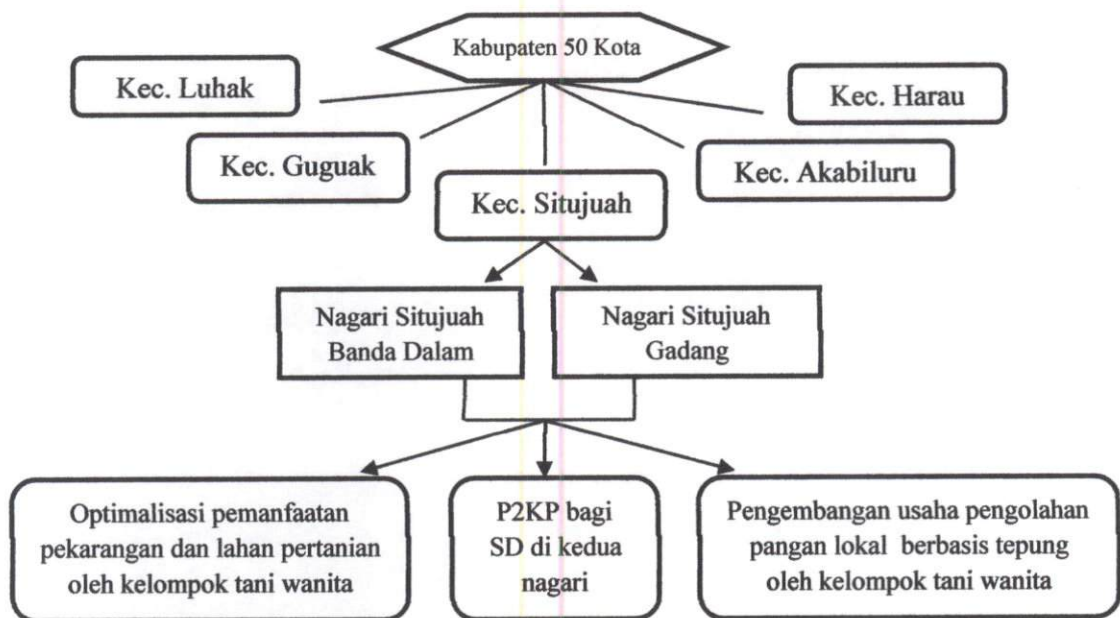 Kabupaten 50 Kota
Kec. Luhak
Kec. Harau
Kec. Guguak
Kec. Akabiluru
Kec. Situjuah
Nagari Situjuah
Banda Dalam
Nagari Situjuah
Gadang
Optimalisasi pemanfaatan
pekarangan dan lahan pertanian
oleh kelompok tani wanita
P2KP bagi
SD di kedua
nagari
Pengembangan usaha pengolahan
pangan lokal berbasis tepung
oleh kelompok tani wanita